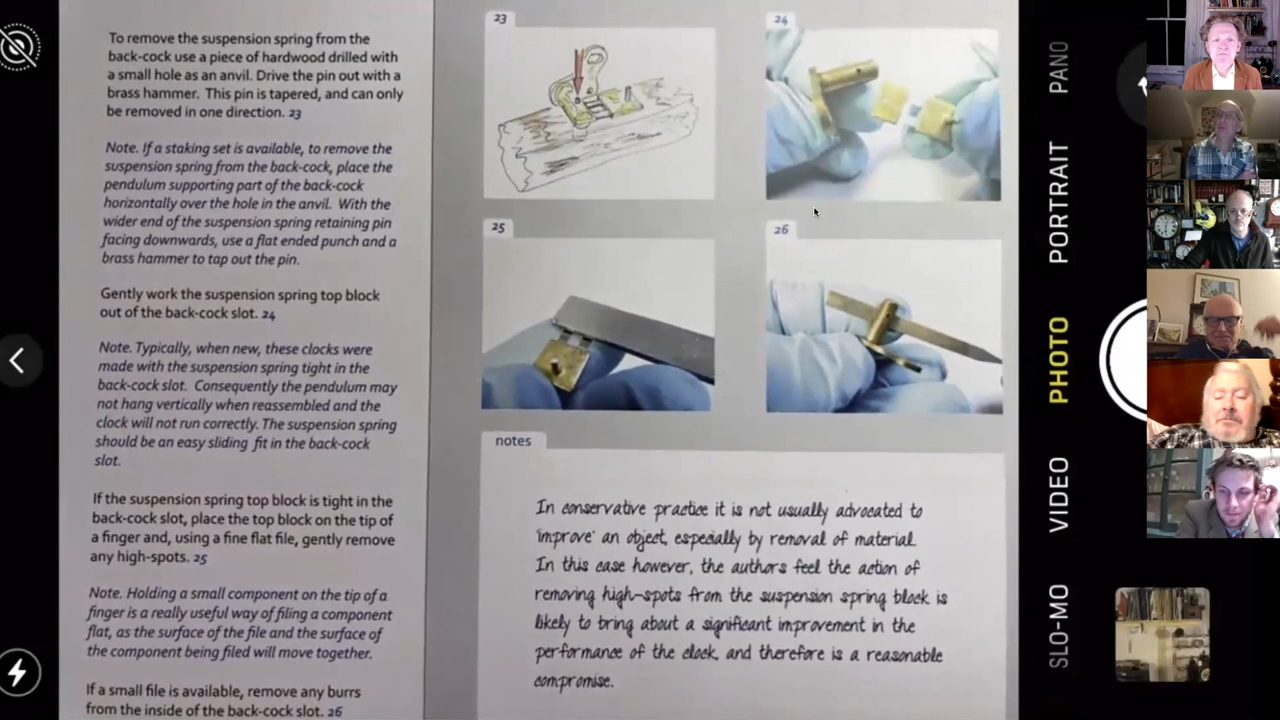 To remove the suspension spring from the
back-cock use a piece of hardwood drilled with
a small hole as an anvil. Drive the pin out with a
brass hammer. This pin is tapered, and can only
be removed in one direction. 23
Note. If a staking set is available, to remove the
suspension spring from the back-cock, place the
pendulum supporting part of the back-cock
horizontally over the hole in the anvil. With the
wider end of the suspension spring retaining pin
facing downwards, use a flat ended punch and a
brass hammer to tap out the pin.
Gently work the suspension spring top block
out of the back-cock slot. 24
Note. Typically, when new, these clocks were
made with the suspension spring tight in the
back-cock slot. Consequently the pendulum may
not hang vertically when reassembled and the
clock will not run correctly. The suspension spring
should be an easy sliding fit in the back-cock
slot.
If the suspension spring top block is tight in the
back-cock slot, place the top block on the tip of
a finger and, using a fine flat file, gently remove
any high-spots. 25
Note. Holding a small component on the tip of a
finger is a really useful way of filing a component
flat, as the surface of the file and the surface of
the component being filed will move together.
If a small file is available, remove any burrs
from the inside of the back-cock slot. 26
23
24
25
26
notes
In conservative practice it is not usually advocated to
'improve' an object, especially by removal of material.
In this case however, the authors feel the action of
removing high-spots from the suspension spring block is
likely to bring about a significant improvement in the
performance of the clock, and therefore is a reasonable
compromise.
PANO
PORTRAIT
PHOTO
VIDEO
SLO-MO